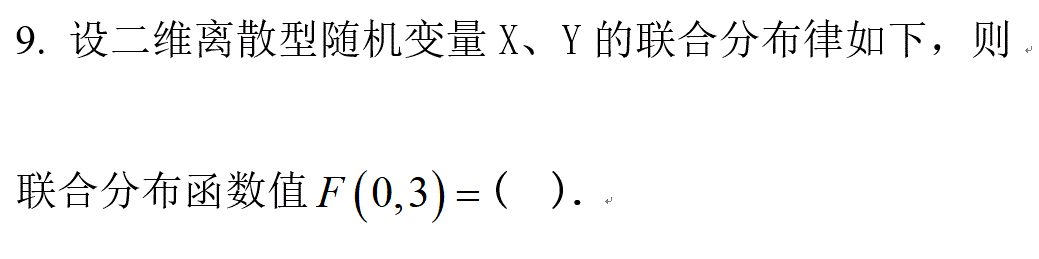 9. 设二维离散型随机变量 X、Y 的联合分布律如下，则
联合分布函数值 F(0,3)=( ).